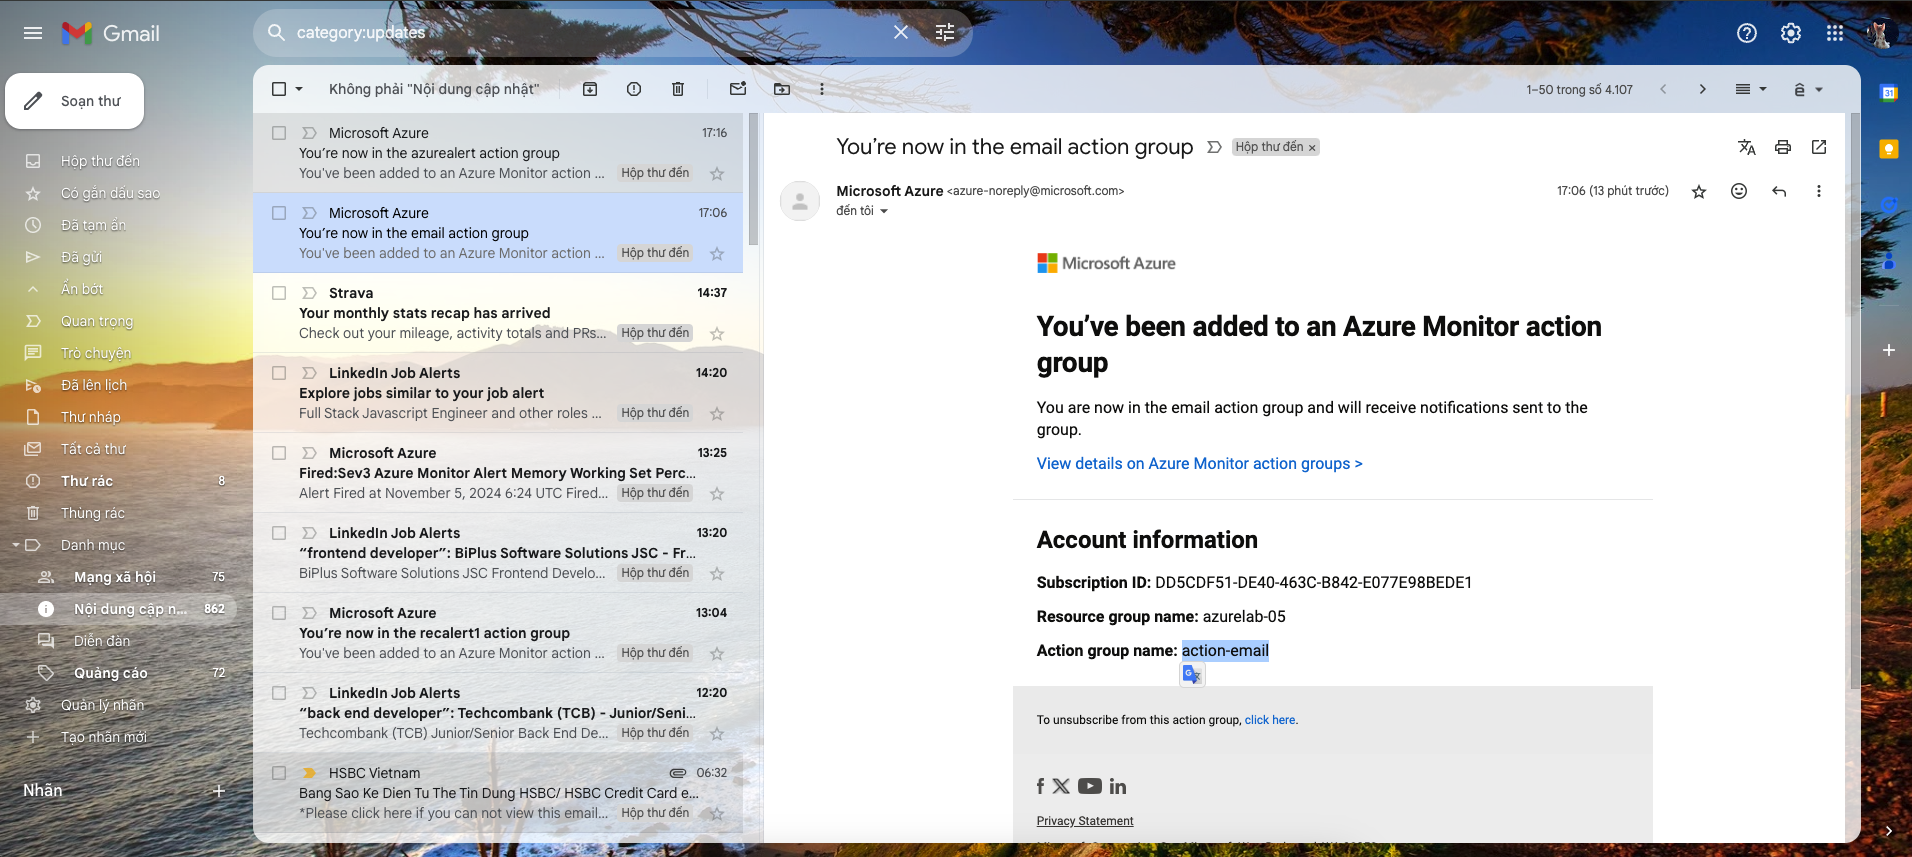 Gmail
category:updates
Soạn thư
Hộp thư đến
Có gắn dấu sao
Đã tạm ẩn
Đã gửi
Ẩn bớt
Quan trọng
Trò chuyện
Đã lên lịch
Thư nháp
Tất cả thư
Thư rác 8
Thùng rác
Danh mục
Mạng xã hội 75
Nội dung cập n... 862
Diễn đàn
Quảng cáo 72
Quản lý nhãn
Tạo nhãn mới
Nhãn
Không phải "Nội dung cập nhật"
1–50 trong số 4.107
Microsoft Azure 17:16
You're now in the azurealert action group
You've been added to an Azure Monitor action ... Hộp thư đến
Microsoft Azure 17:06
You're now in the email action group
You've been added to an Azure Monitor action ... Hộp thư đến
Strava 14:37
Your monthly stats recap has arrived
Check out your mileage, activity totals and PRs... Hộp thư đến
LinkedIn Job Alerts 14:20
Explore jobs similar to your job alert
Full Stack Javascript Engineer and other roles ... Hộp thư đến
Microsoft Azure 13:25
Fired:Sev3 Azure Monitor Alert Memory Working Set Perc...
Alert Fired at November 5, 2024 6:24 UTC Fired... Hộp thư đến
LinkedIn Job Alerts 13:20
“frontend developer”: BiPlus Software Solutions JSC - Fr...
BiPlus Software Solutions JSC Frontend Develo... Hộp thư đến
Microsoft Azure 13:04
You're now in the recalert1 action group
You've been added to an Azure Monitor action ... Hộp thư đến
LinkedIn Job Alerts 12:20
“back end developer”: Techcombank (TCB) - Junior/Seni...
Techcombank (TCB) Junior/Senior Back End De... Hộp thư đến
HSBC Vietnam 06:32
Bang Sao Ke Dien Tu The Tin Dung HSBC/ HSBC Credit Card e...
*Please click here if you can not view this email... Hộp thư đến
You’re now in the email action group Hộp thư đến ×
Microsoft Azure <azure-noreply@microsoft.com> 17:06 (13 phút trước)
đến tôi
Microsoft Azure
You’ve been added to an Azure Monitor action
group
You are now in the email action group and will receive notifications sent to the
group.
View details on Azure Monitor action groups >
Account information
Subscription ID: DD5CDF51-DE40-463C-B842-E077E98BEDE1
Resource group name: azurelab-05
Action group name: action-email
To unsubscribe from this action group, click here.
Privacy Statement
31